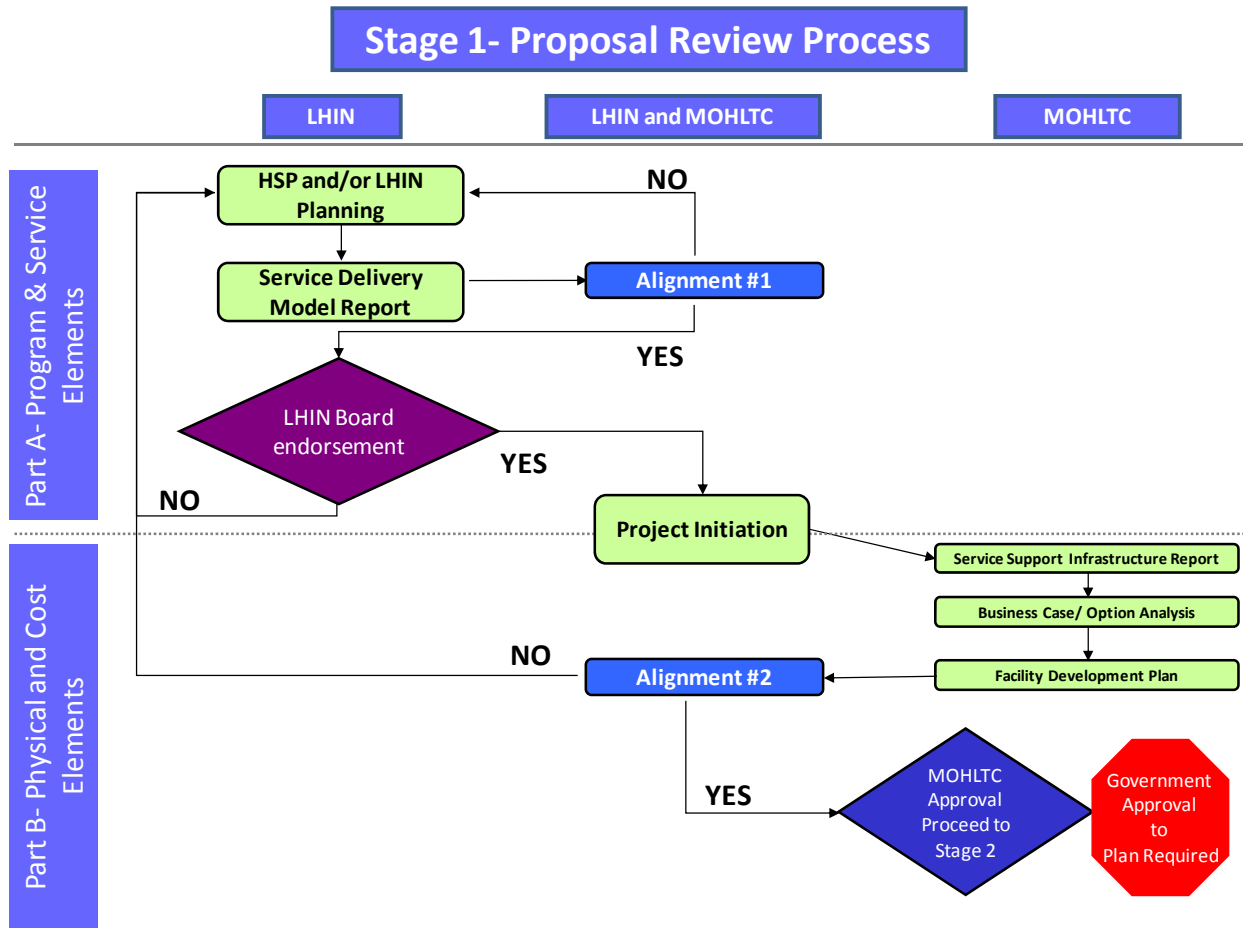 Stage 1- Proposal Review Process
LHIN
LHIN and MOHLTC
MOHLTC
Part A- Program & Service
Elements
HSP and/or LHIN
Planning
NO
Service Delivery
Model Report
Alignment #1
YES
LHIN Board
endorsement
YES
NO
Project Initiation
Part B- Physical and Cost
Elements
Service Support Infrastructure Report
Business Case/ Option Analysis
Facility Development Plan
NO
Alignment #2
YES
MOHLTC
Approval
Proceed to
Stage 2
Government
Approval
to
Plan Required